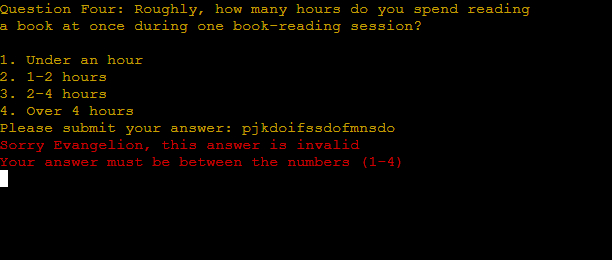 Question Four: Roughly, how many hours do you spend reading
a book at once during one book-reading session?
1. Under an hour
2. 1-2 hours
3. 2-4 hours
4. Over 4 hours
Please submit your answer: pjkdoifssdofmnsdo
Sorry Evangelion, this answer is invalid
Your answer must be between the numbers (1-4)